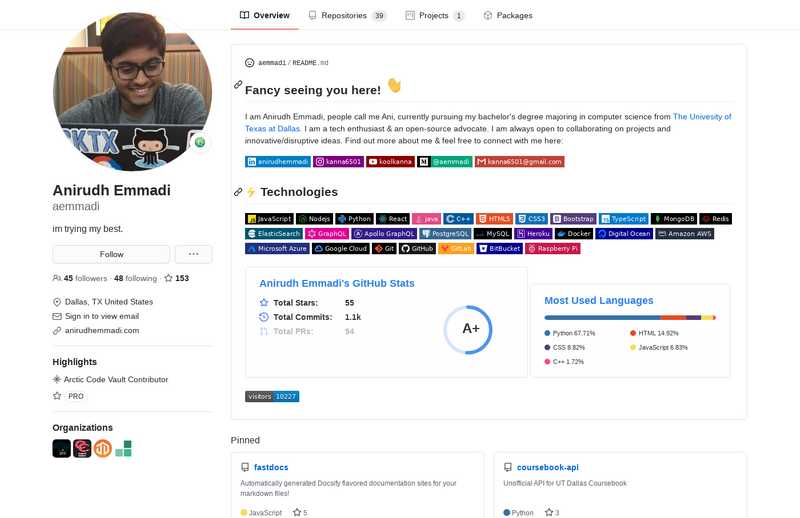 Overview
Repositories 39
Projects 1
Packages
PKTX
Anirudh Emmadi
aemmadi
im trying my best.
Follow
45 followers · 48 following · 153
Dallas, TX United States
Sign in to view email
anirudhemmadi.com
Highlights
Arctic Code Vault Contributor
PRO
Organizations
aemmadi / README.md
Fancy seeing you here!
I am Anirudh Emmadi, people call me Ani, currently pursuing my bachelor's degree majoring in computer science from The Univesity of
Texas at Dallas. I am a tech enthusiast & an open-source advocate. I am always open to collaborating on projects and
innovative/disruptive ideas. Find out more about me & feel free to connect with me here:
anirudhemmadi kanna6501 koolkanna @aemmadi kanna6501@gmail.com
Technologies
JavaScript Nodejs Python React java C++ HTML5 CSS3 Bootstrap TypeScript MongoDB Redis
ElasticSearch GraphQL Apollo GraphQL PostgreSQL MySQL Heroku Docker Digital Ocean Amazon AWS
Microsoft Azure Google Cloud Git GitHub GitLab BitBucket Raspberry Pi
Anirudh Emmadi's GitHub Stats
Total Stars: 55
Total Commits: 1.1k
Total PRs: 54
A+
Most Used Languages
Python 67.71% HTML 14.92%
CSS 8.82% JavaScript 6.83%
C++ 1.72%
visitors 10227
Pinned
fastdocs
Automatically generated Docsify flavored documentation sites for your
markdown files!
JavaScript 5
coursebook-api
Unofficial API for UT Dallas Coursebook
Python 3